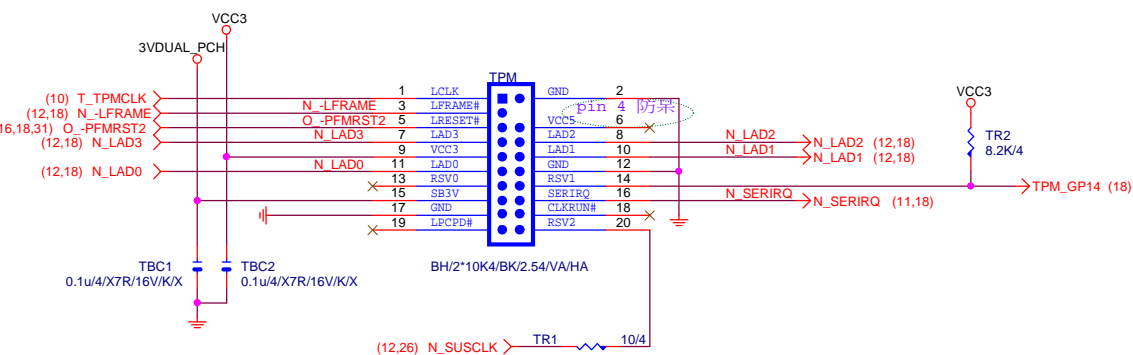 VCC3
3VDUAL_PCH
TPM
(10) T_TPMCLK 1 LCLK GND 2
(12,18) N_-LFRAME N_-LFRAME 3 LFRAME# pin 4 防呆
16,18,31) O_-PFMRST2 O_-PFMRST2 5 LRESET# VCC5 6
(12,18) N_LAD3 N_LAD3 7 LAD3 LAD2 8 N_LAD2 N_LAD2 (12,18)
9 VCC3 LAD1 10 N_LAD1 N_LAD1 (12,18)
(12,18) N_LAD0 N_LAD0 11 LAD0 GND 12
13 RSV0 RSV1 14 TPM_GP14 (18)
15 SB3V SERIRQ 16 N_SERIRQ N_SERIRQ (11,18)
17 GND CLKRUN# 18
19 LPCPD# RSV2 20
VCC3
TR2
8.2K/4
TBC1
0.1u/4/X7R/16V/K/X
TBC2
0.1u/4/X7R/16V/K/X
BH/2*10K4/BK/2.54/VA/HA
(12,26) N_SUSCLK TR1 10/4